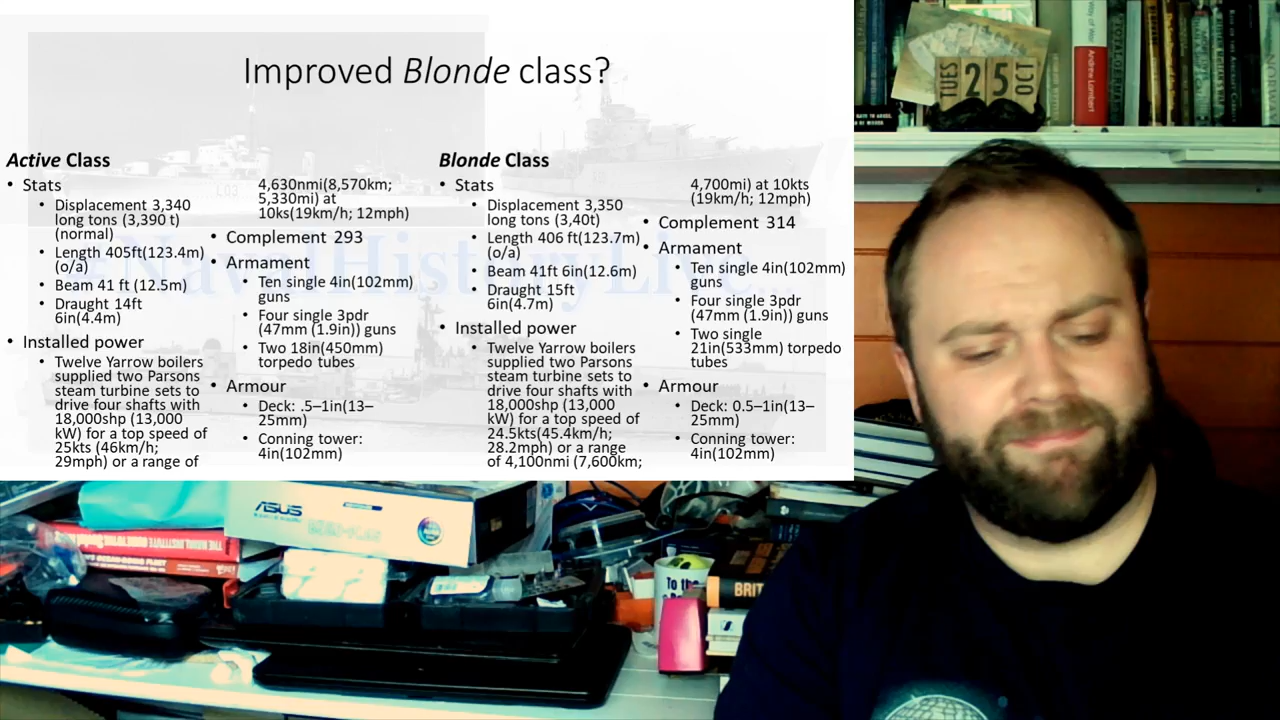 Improved Blonde class?
Active Class
• Stats
• Displacement 3,340
long tons (3,390 t)
(normal)
• Length 405ft(123.4m)
(o/a)
• Beam 41 ft (12.5m)
• Draught 14ft
6in(4.4m)
• Installed power
• Twelve Yarrow boilers
supplied two Parsons
steam turbine sets to
drive four shafts with
18,000shp (13,000
kW) for a top speed of
25kts (46km/h;
29mph) or a range of
4,630nmi(8,570km;
5,330mi) at
10ks(19km/h; 12mph)
• Complement 293
• Armament
• Ten single 4in(102mm)
guns
• Four single 3pdr
(47mm (1.9in)) guns
• Two 18in(450mm)
torpedo tubes
• Armour
• Deck: .5–1in(13–
25mm)
• Conning tower:
4in(102mm)
Blonde Class
• Stats
• Displacement 3,350
long tons (3,40t)
• Length 406 ft(123.7m)
(o/a)
• Beam 41ft 6in(12.6m)
• Draught 15ft
6in(4.7m)
• Installed power
• Twelve Yarrow boilers
supplied two Parsons
steam turbine sets to
drive four shafts with
18,000shp (13,000
kW) for a top speed of
24.5kts(45.4km/h;
28.2mph) or a range
of 4,100nmi (7,600km;
4,700mi) at 10kts
(19km/h; 12mph)
• Complement 314
• Armament
• Ten single 4in(102mm)
guns
• Four single 3pdr
(47mm (1.9in)) guns
• Two single
21in(533mm) torpedo
tubes
• Armour
• Deck: 0.5–1in(13–
25mm)
• Conning tower:
4in(102mm)
#NavalHistoryLive...
TUES 25 OCT
Way of War Andrew Lambert
ASUS
To the
BRIT